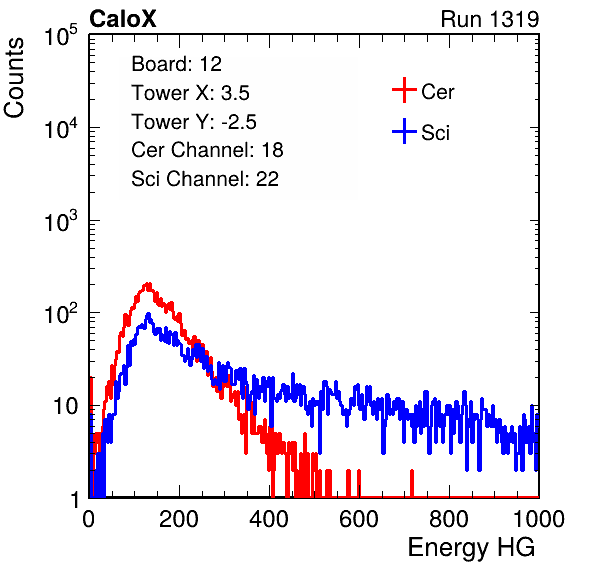 CaloX Run 1319
Counts
10^5
10^4
10^3
10^2
10
1
Board: 12
Tower X: 3.5
Tower Y: -2.5
Cer Channel: 18
Sci Channel: 22
Cer
Sci
0 200 400 600 800 1000
Energy HG